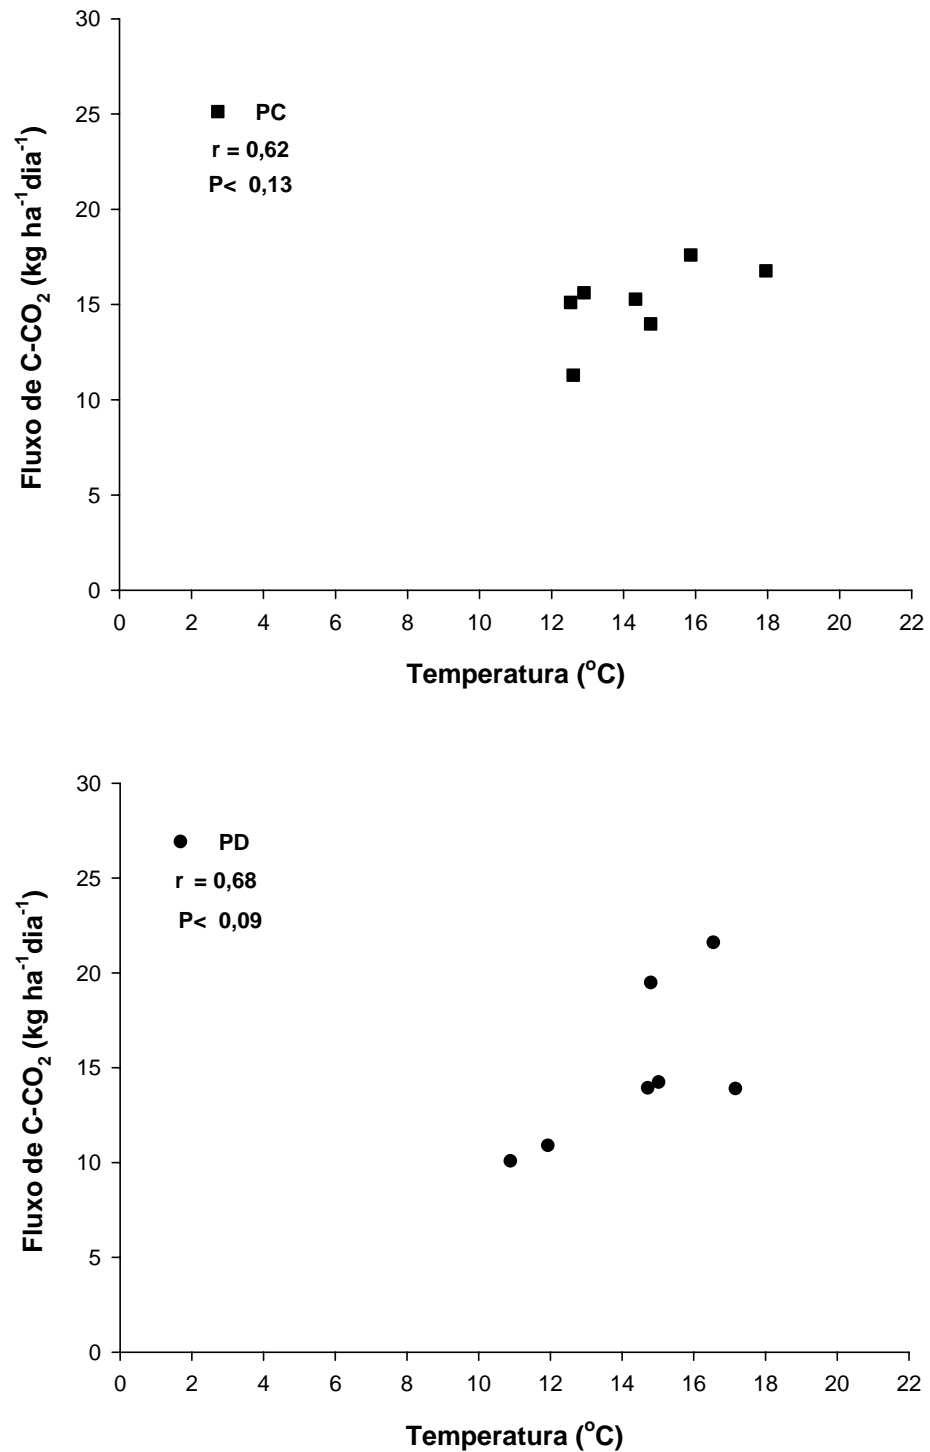 30
25
20
15
10
5
0
PC
r = 0,62
P< 0,13
Fluxo de C-CO₂ (kg ha⁻¹dia⁻¹)
0 2 4 6 8 10 12 14 16 18 20 22
Temperatura (ºC)
30
25
20
15
10
5
0
PD
r = 0,68
P< 0,09
Fluxo de C-CO₂ (kg ha⁻¹dia⁻¹)
0 2 4 6 8 10 12 14 16 18 20 22
Temperatura (ºC)